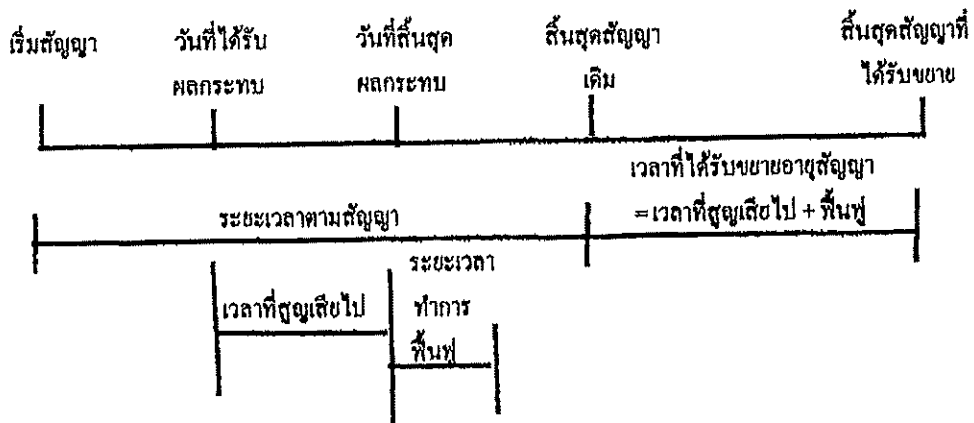 เริ่มสัญญา
วันที่ได้รับ
ผลกระทบ
วันที่สิ้นสุด
ผลกระทบ
สิ้นสุดสัญญา
เดิม
สิ้นสุดสัญญาที่
ได้รับขยาย
เวลาที่ได้รับขยายอายุสัญญา
=เวลาที่สูญเสียไป + ฟื้นฟู
ระยะเวลาตามสัญญา
เวลาที่สูญเสียไป
ระยะเวลา
ทำการ
ฟื้นฟู